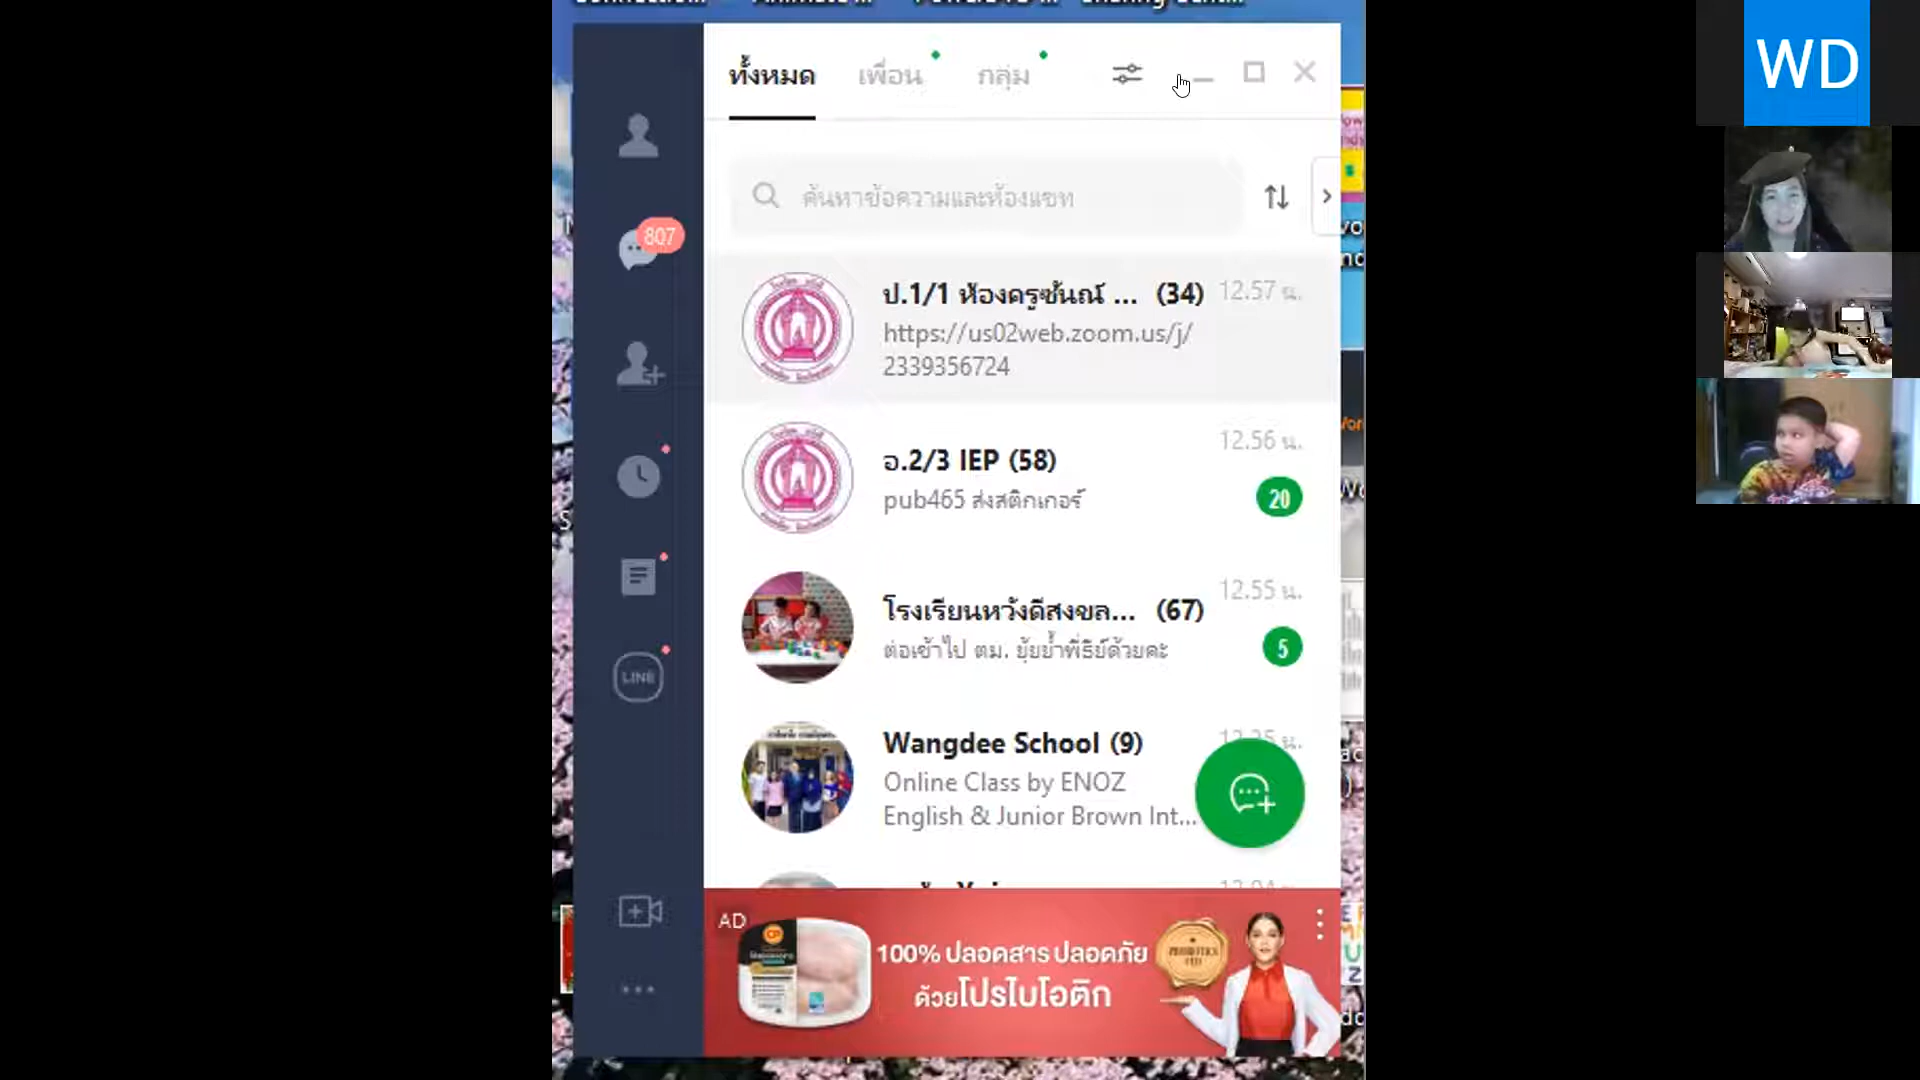 ทั้งหมด เพื่อน กลุ่ม
WD
ค้นหาข้อความและห้องแชท
807
ป.1/1 ห้องครูซันณ์ ... (34) 12.57 น.
https://us02web.zoom.us/j/
2339356724
อ.2/3 IEP (58) 12.56 น.
pub465 ส่งสติกเกอร์ 20
โรงเรียนหวังดีสงขล... (67) 12.55 น.
ต่อเข้าไป ตม. ยุ้ยย้ำพี่ธีย์ด้วยคะ 5
LINE
Wangdee School (9)
Online Class by ENOZ
English & Junior Brown Int...
AD
CP
100% ปลอดสาร ปลอดภัย
ด้วยโปรไบโอติก